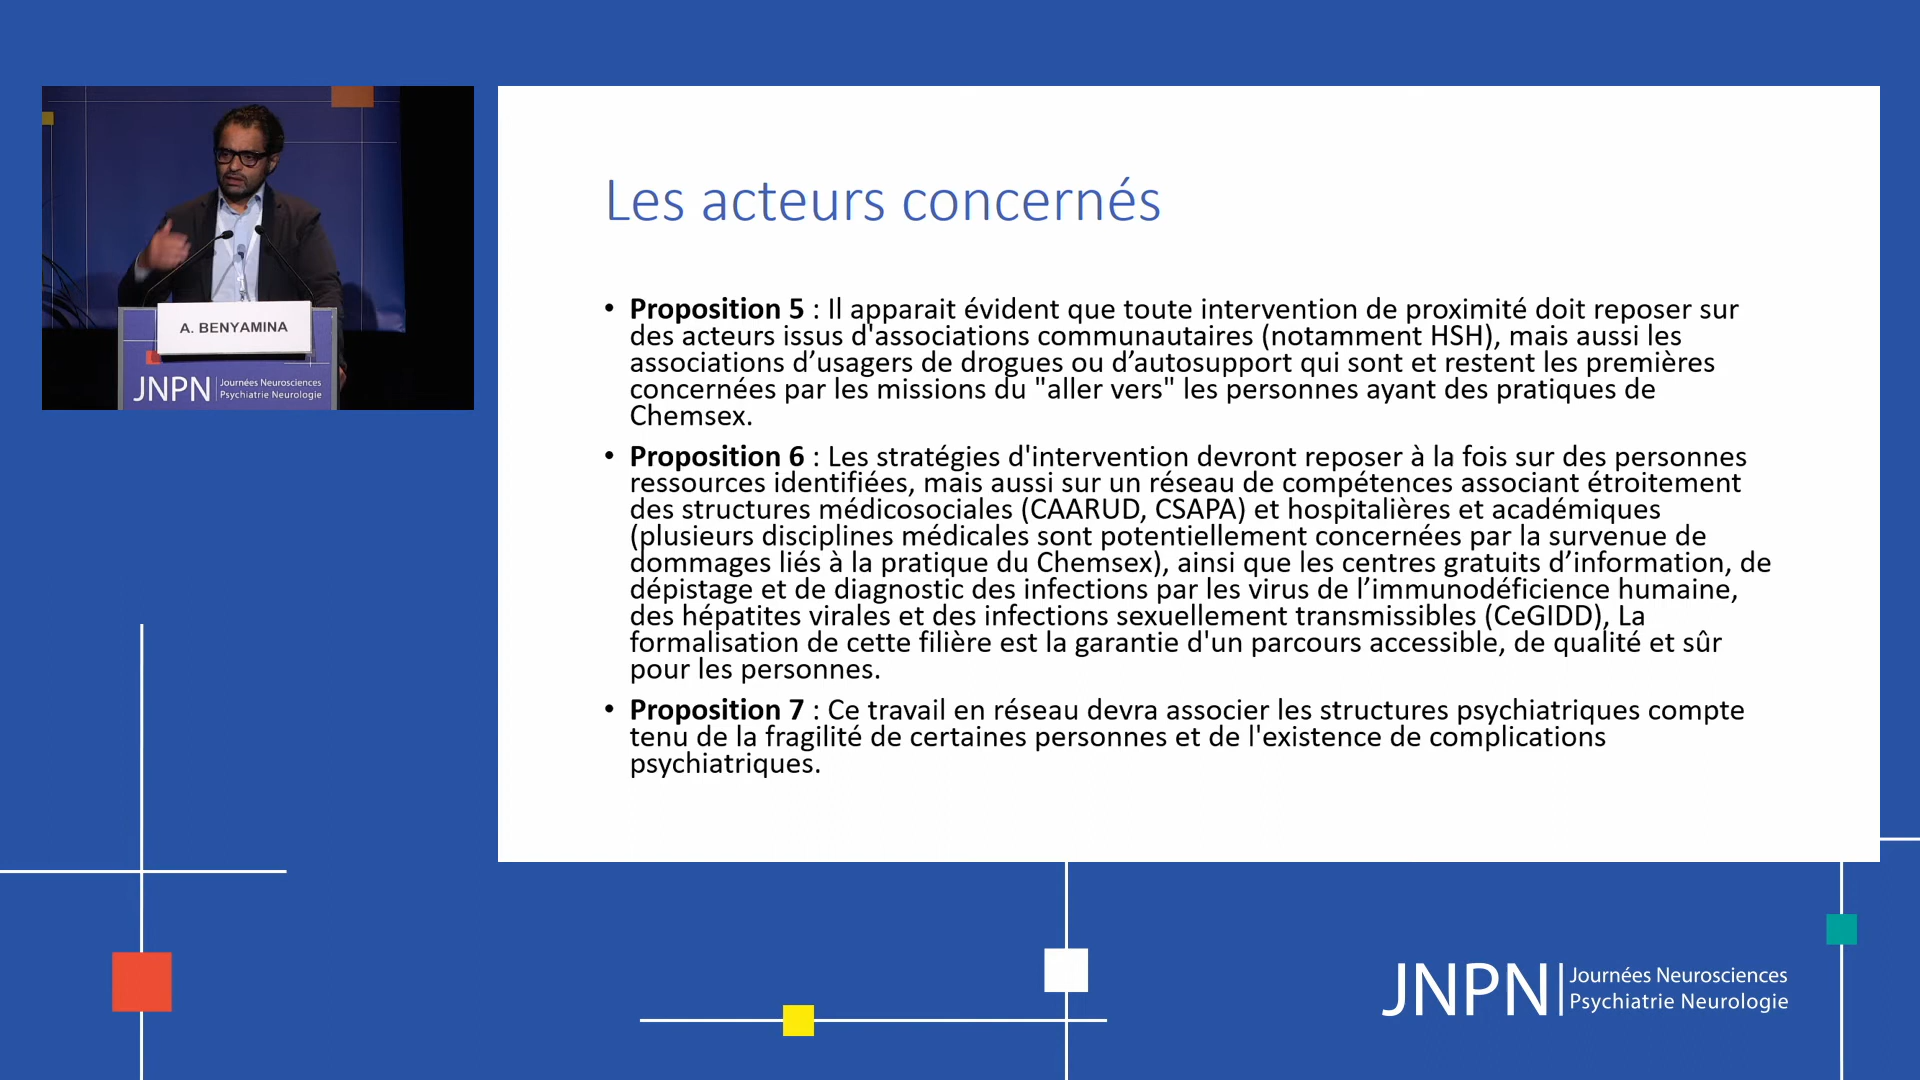 A. BENYAMINA
JNPN Journées Neurosciences
Psychiatrie Neurologie
Les acteurs concernés
• Proposition 5 : Il apparait évident que toute intervention de proximité doit reposer sur
des acteurs issus d'associations communautaires (notamment HSH), mais aussi les
associations d’usagers de drogues ou d’autosupport qui sont et restent les premières
concernées par les missions du "aller vers" les personnes ayant des pratiques de
Chemsex.
• Proposition 6 : Les stratégies d'intervention devront reposer à la fois sur des personnes
ressources identifiées, mais aussi sur un réseau de compétences associant étroitement
des structures médicosociales (CAARUD, CSAPA) et hospitalières et académiques
(plusieurs disciplines médicales sont potentiellement concernées par la survenue de
dommages liés à la pratique du Chemsex), ainsi que les centres gratuits d’information, de
dépistage et de diagnostic des infections par les virus de l’immunodéficience humaine,
des hépatites virales et des infections sexuellement transmissibles (CeGIDD), La
formalisation de cette filière est la garantie d'un parcours accessible, de qualité et sûr
pour les personnes.
• Proposition 7 : Ce travail en réseau devra associer les structures psychiatriques compte
tenu de la fragilité de certaines personnes et de l'existence de complications
psychiatriques.
JNPN Journées Neurosciences
Psychiatrie Neurologie